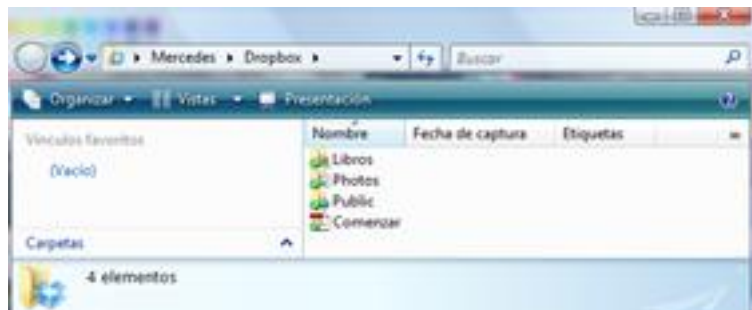 Mercedes ▸ Dropbox ▸ Buscar
Organizar Vistas Presentación
Vínculos favoritos
(Vacío)
Carpetas
Nombre Fecha de captura Etiquetas
Libros
Photos
Public
Comenzar
4 elementos